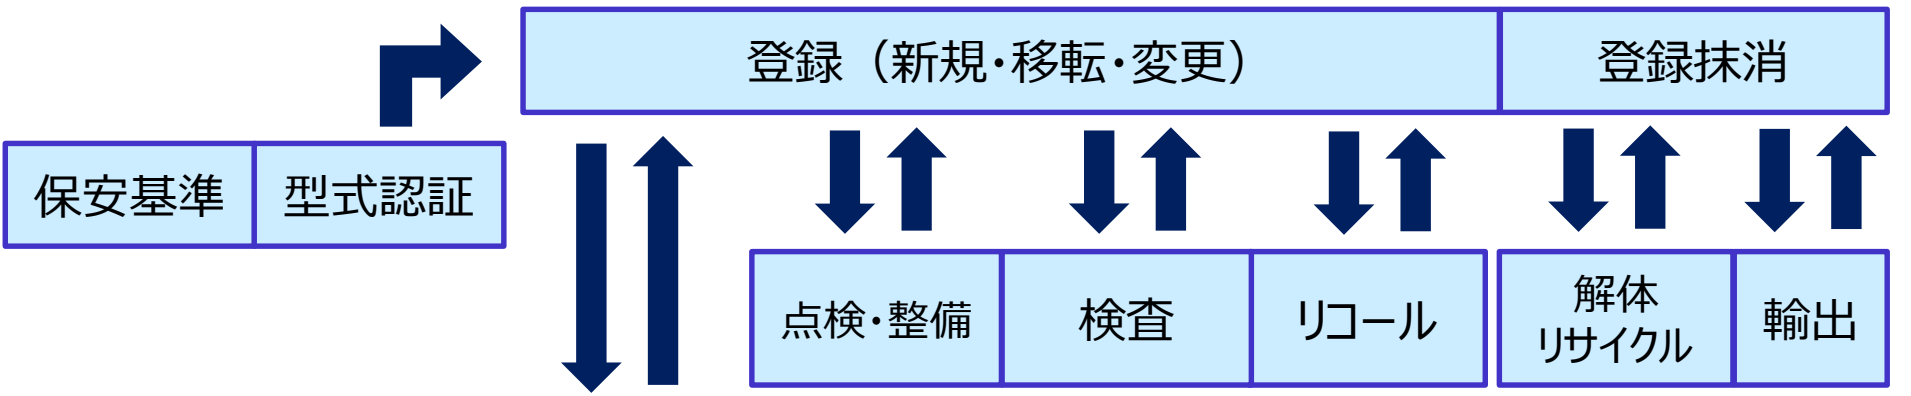 登録（新規・移転・変更）
登録抹消
保安基準
型式認証
点検・整備
検査
リコール
解体
リサイクル
輸出